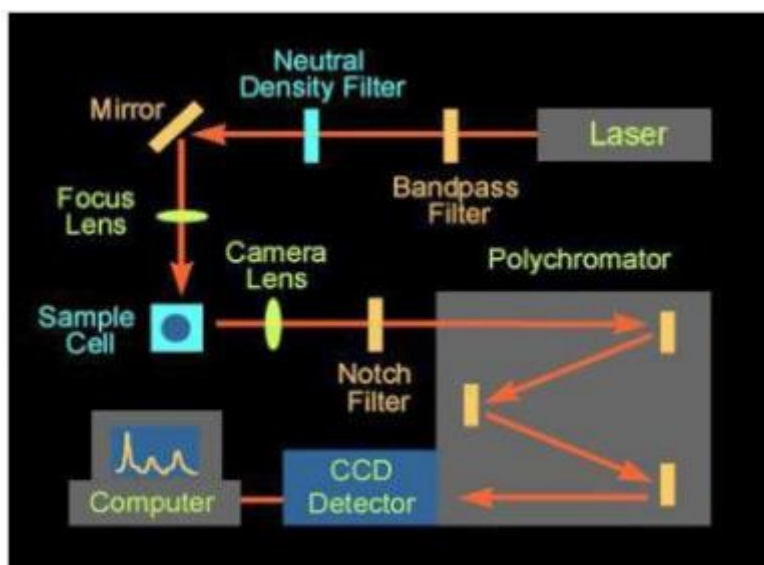 Neutral
Density Filter
Mirror
Laser
Bandpass
Filter
Focus
Lens
Camera
Lens
Polychromator
Sample
Cell
Notch
Filter
CCD
Detector
Computer